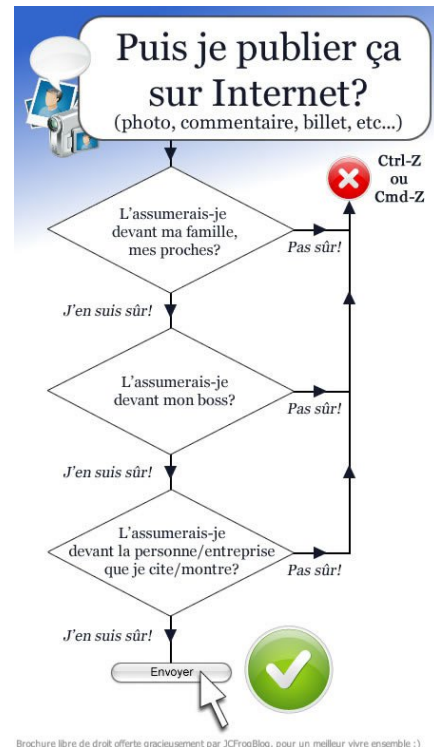 Puis je publier ça
sur Internet?
(photo, commentaire, billet, etc...)
Ctrl-Z
ou
Cmd-Z
L'assumerais-je
devant ma famille,
mes proches?
Pas sûr!
J'en suis sûr!
L'assumerais-je
devant mon boss?
Pas sûr!
J'en suis sûr!
L'assumerais-je
devant la personne/entreprise
que je cite/montre?
Pas sûr!
J'en suis sûr!
Envoyer
Brochure libre de droit offerte gracieusement par JCFrogBlog, pour un meilleur vivre ensemble :)